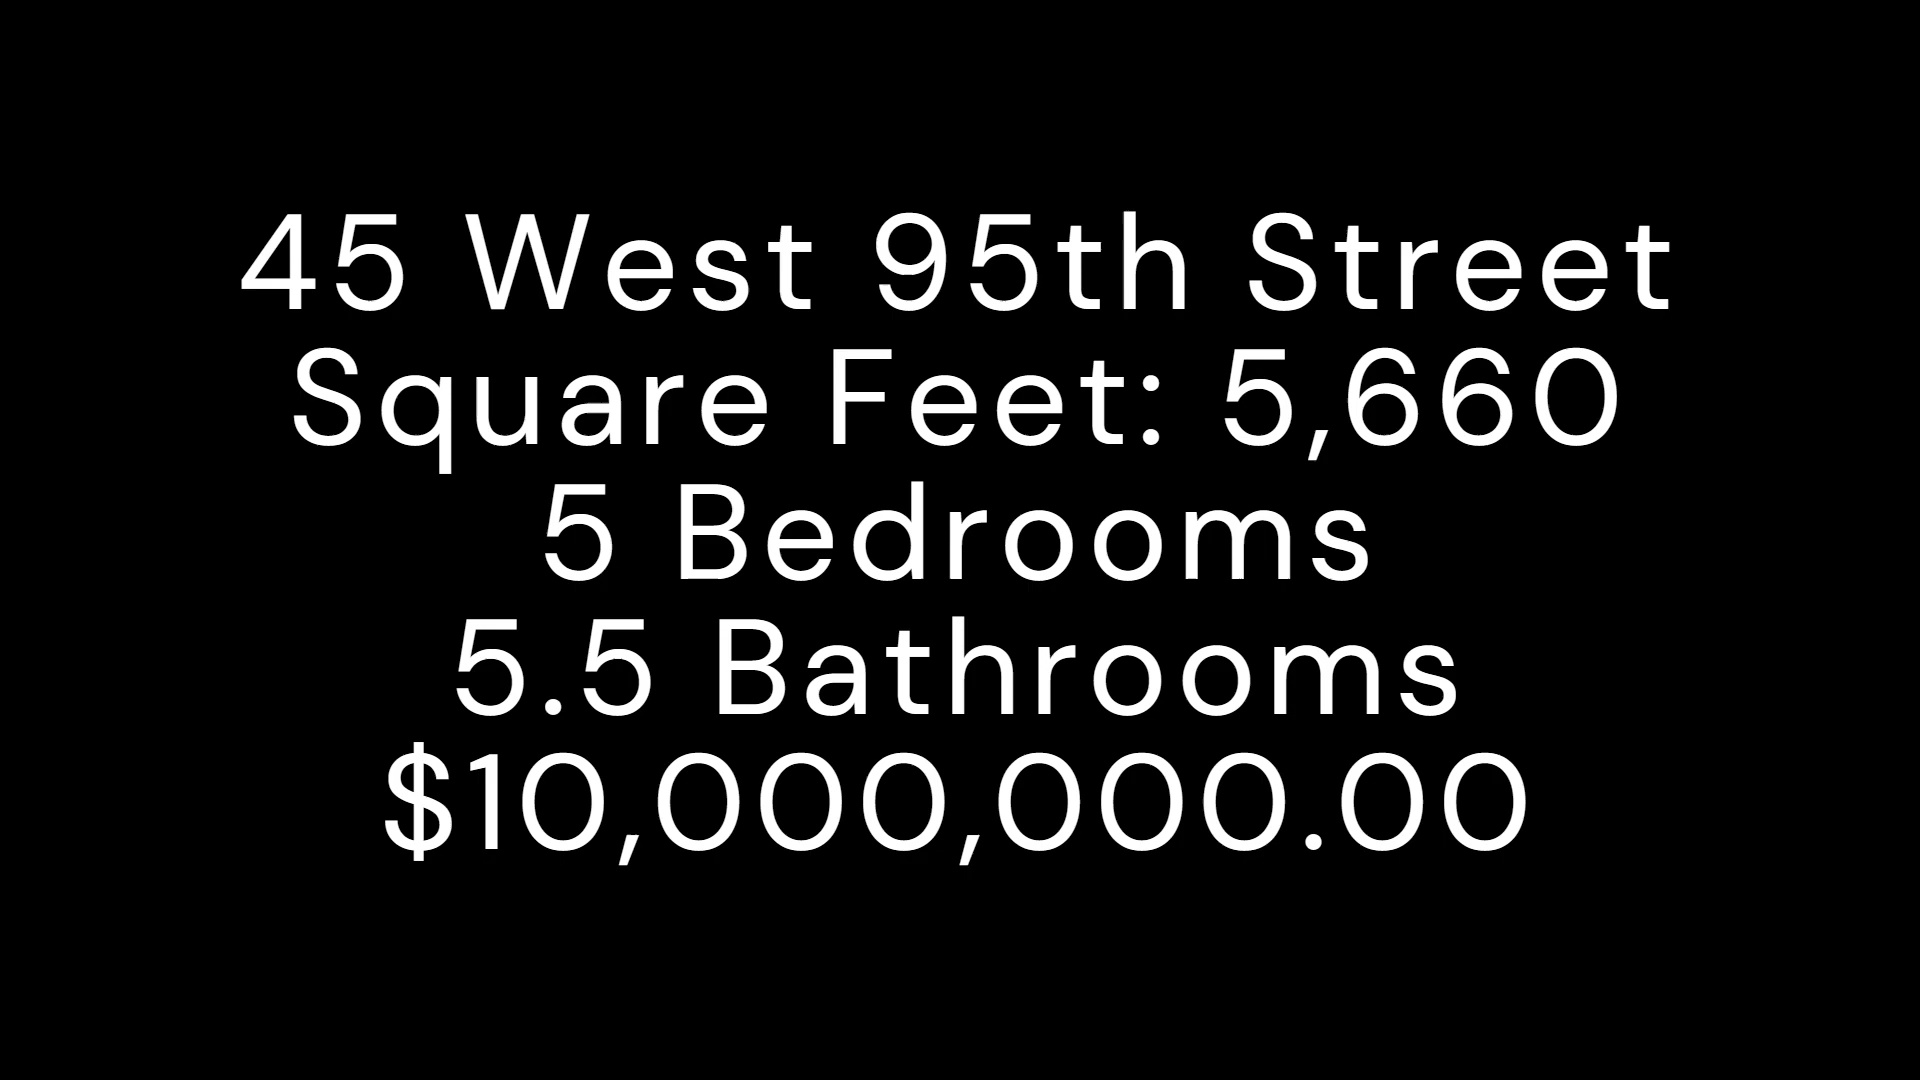 45 West 95th Street
Square Feet: 5,660
5 Bedrooms
5.5 Bathrooms
$10,000,000.00